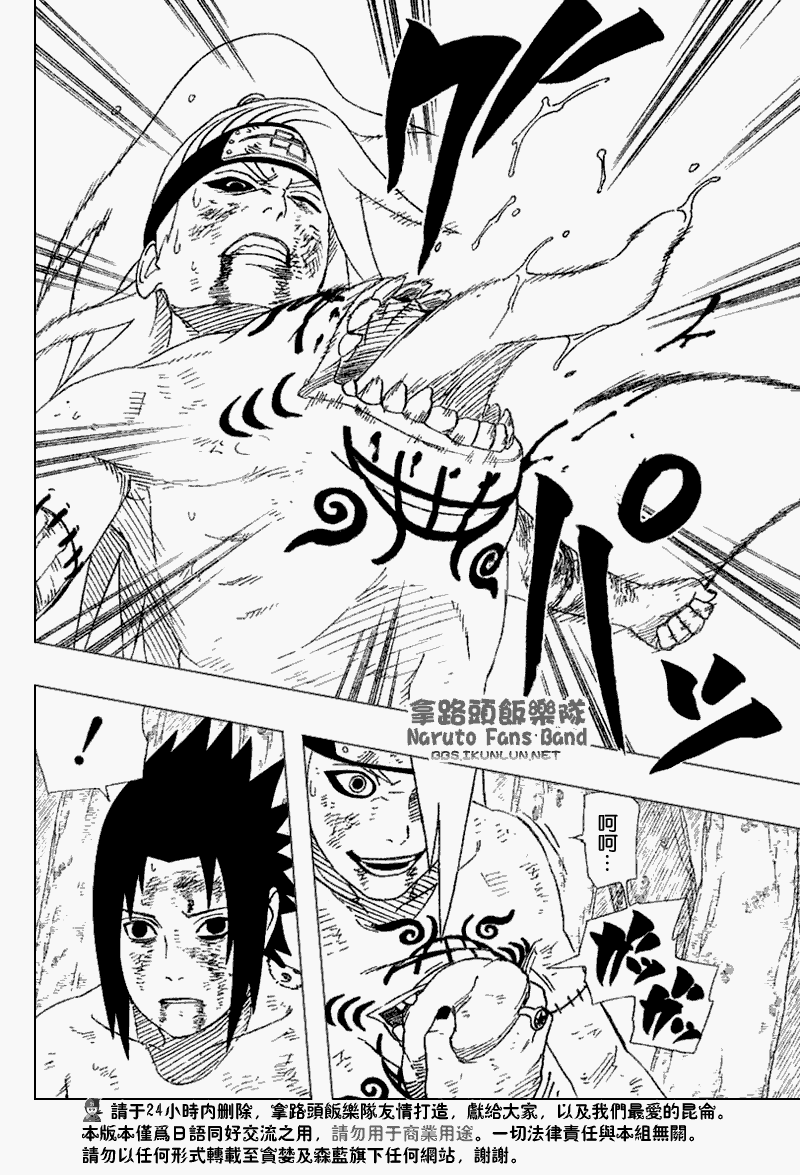 グパッ
!
呵呵…
ガッガッ
拿路頭飯樂隊
Naruto Fans Band
BBS.IKUNLUN.NET
請于24小時内刪除，拿路頭飯樂隊友情打造，獻給大家，以及我們最愛的昆侖。
本版本僅爲日語同好交流之用，請勿用于商業用途。一切法律責任與本組無關。
請勿以任何形式轉載至貪婪及森藍旗下任何網站，謝謝。